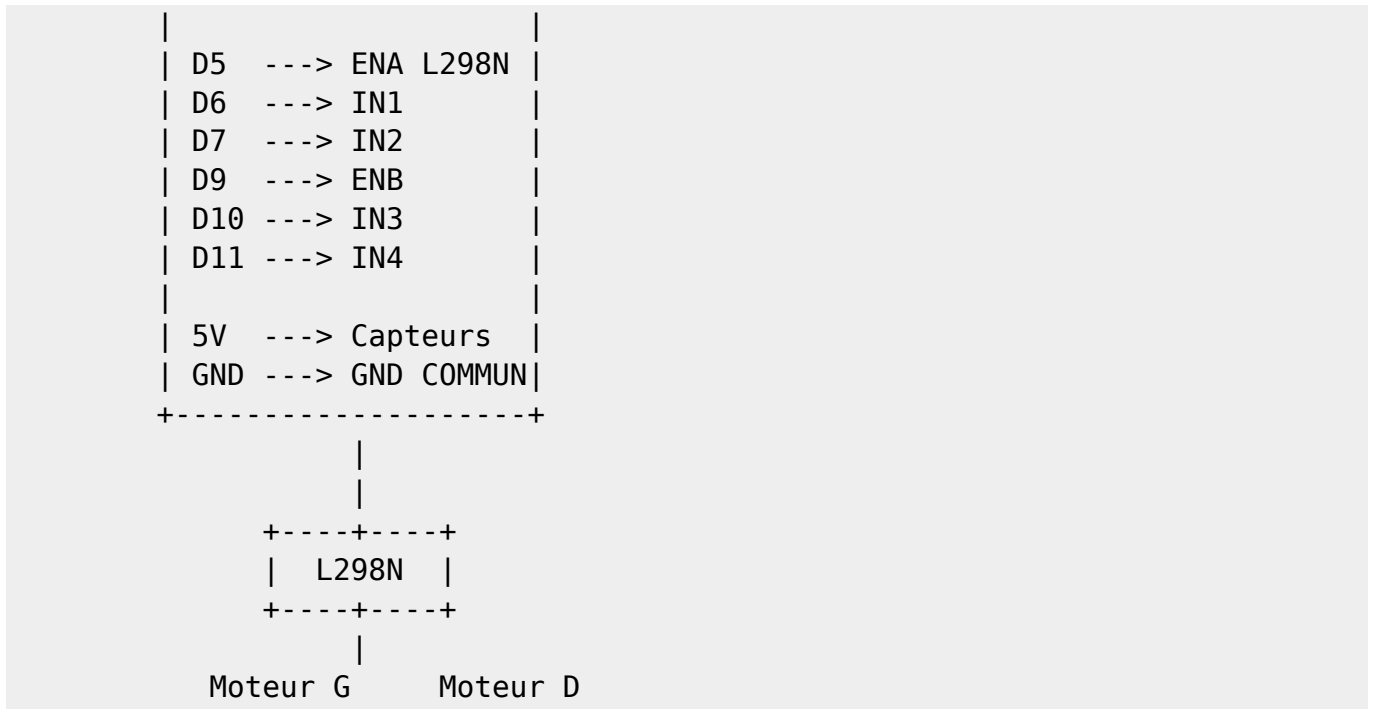 |                    |
| D5  ---> ENA L298N |
| D6  ---> IN1       |
| D7  ---> IN2       |
| D9  ---> ENB       |
| D10 ---> IN3       |
| D11 ---> IN4       |
|                    |
| 5V  ---> Capteurs  |
| GND ---> GND COMMUN|
+--------------------+
|
|
+----+----+
|  L298N  |
+----+----+
|
Moteur G     Moteur D